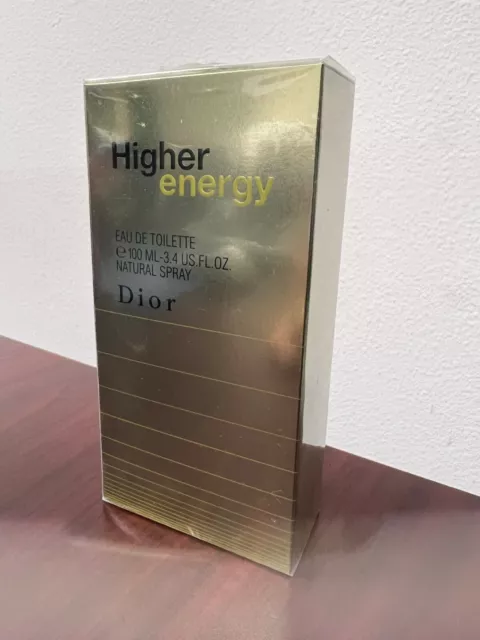 Higher
energy
EAU DE TOILETTE
℮ 100 ML-3.4 US.FL.OZ.
NATURAL SPRAY
Dior